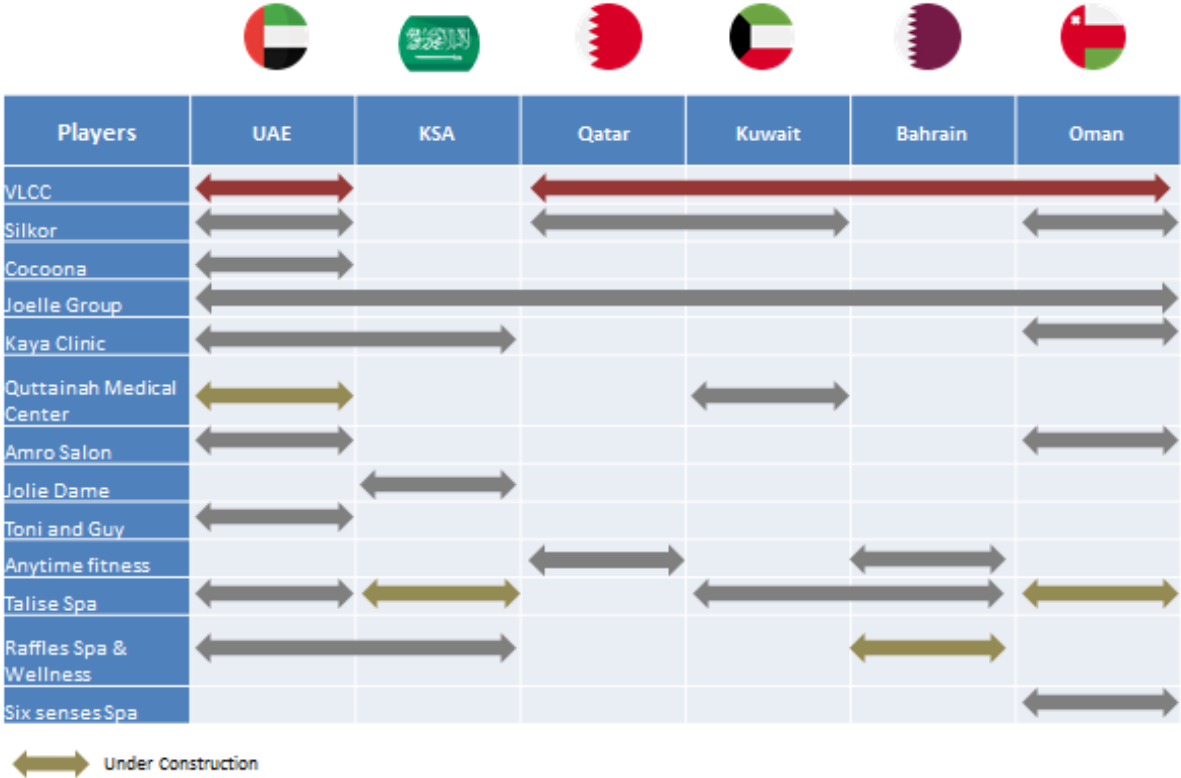 Players UAE KSA Qatar Kuwait Bahrain Oman
VLCC
Silkor
Cocoona
Joelle Group
Kaya Clinic
Quttainah Medical
Center
Amro Salon
Jolie Dame
Toni and Guy
Anytime fitness
Talise Spa
Raffles Spa &
Wellness
Six senses Spa
Under Construction